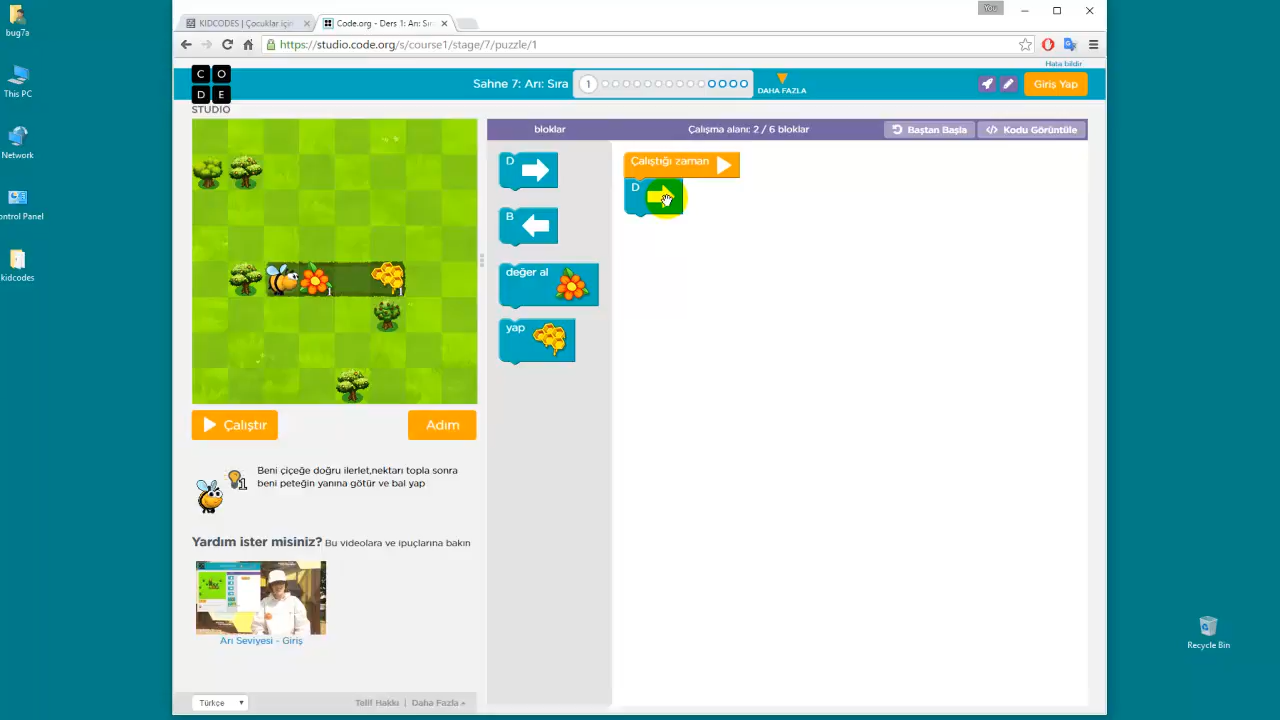 bug7a
This PC
Network
ontrol Panel
kidcodes
Recycle Bin
KIDCODES | Çocuklar için
Code.org - Ders 1: Arı: Sıra
You
https://studio.code.org/s/course1/stage/7/puzzle/1
Hata bildir
C O
D E
STUDIO
Sahne 7: Arı: Sıra
1
DAHA FAZLA
Giriş Yap
bloklar
Çalışma alanı: 2 / 6 bloklar
Baştan Başla
Kodu Görüntüle
D
B
değer al
yap
Çalıştığı zaman
D
1
1
Çalıştır
Adım
1
Beni çiçeğe doğru ilerlet,nektarı topla sonra
beni peteğin yanına götür ve bal yap
Yardım ister misiniz? Bu videolara ve ipuçlarına bakın
Arı Seviyesi - Giriş
Türkçe
Telif Hakkı | Daha Fazla